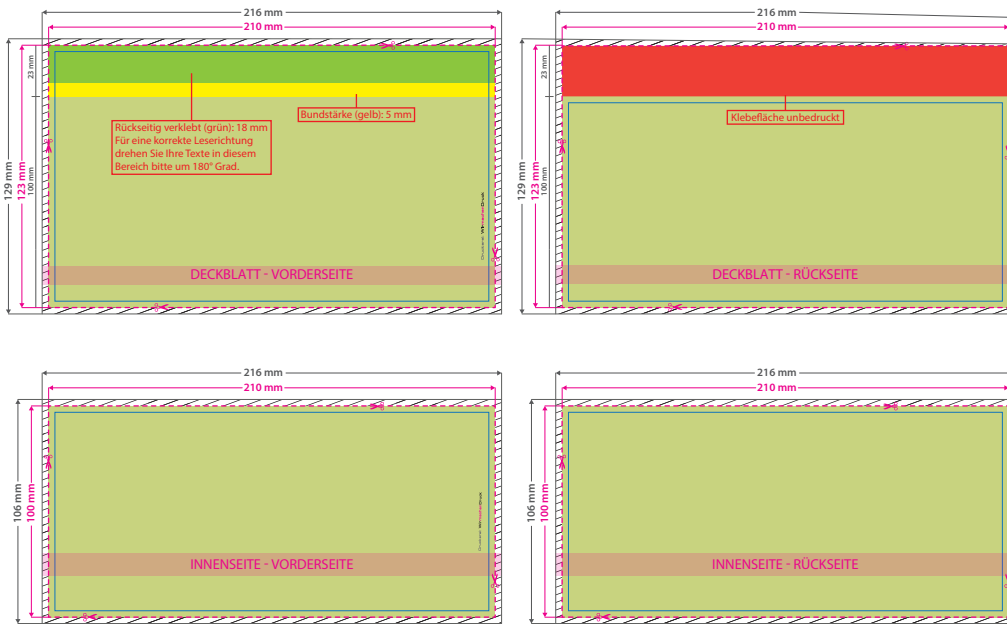 216 mm
210 mm
129 mm
123 mm
23 mm
100 mm
Rückseitig verklebt (grün): 18 mm
Für eine korrekte Leserichtung
drehen Sie Ihre Texte in diesem
Bereich bitte um 180° Grad.
Bundstärke (gelb): 5 mm
DECKBLATT - VORDERSEITE
216 mm
210 mm
129 mm
123 mm
23 mm
100 mm
Klebefläche unbedruckt
DECKBLATT - RÜCKSEITE
216 mm
210 mm
106 mm
100 mm
INNENSEITE - VORDERSEITE
216 mm
210 mm
106 mm
100 mm
INNENSEITE - RÜCKSEITE